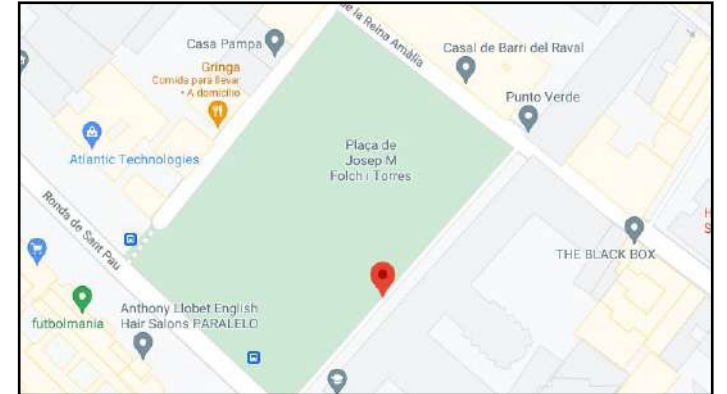 de la Reina Amàlia
Casa Pampa
Casal de Barri del Raval
Gringa
Comida para llevar
• A domicilio
Punto Verde
Atlantic Technologies
Plaça de
Josep M
Folch i Torres
Ronda de Sant Pau
H
S
THE BLACK BOX
futbolmania
Anthony Llobet English
Hair Salons PARALELO